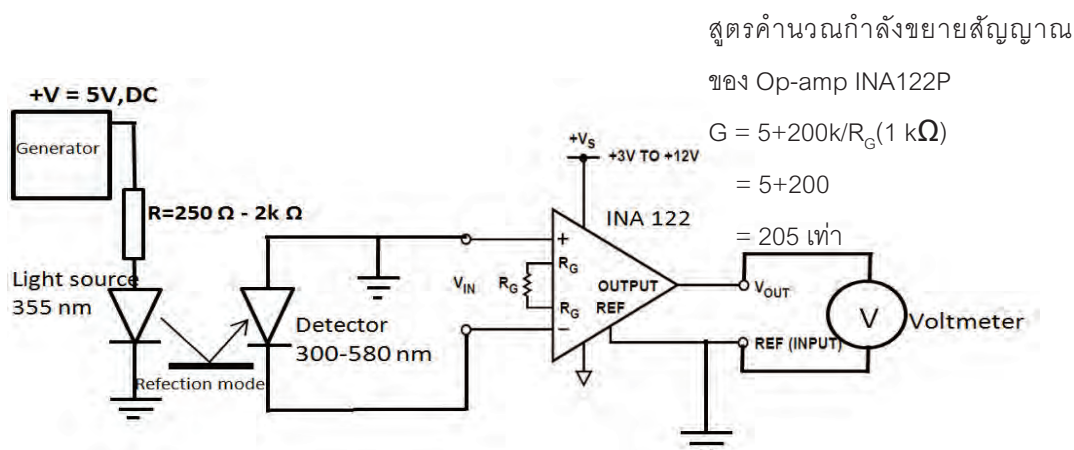 สูตรคำนวณกำลังขยายสัญญาณ
ของ Op-amp INA122P
G = 5+200k/RG(1 kΩ)
= 5+200
= 205 เท่า
+V = 5V,DC
Generator
R=250 Ω - 2k Ω
Light source
355 nm
Refection mode
Detector
300-580 nm
VIN
RG
+
RG
RG
−
+VS
+3V TO +12V
INA 122
OUTPUT
REF
VOUT
REF (INPUT)
V
Voltmeter